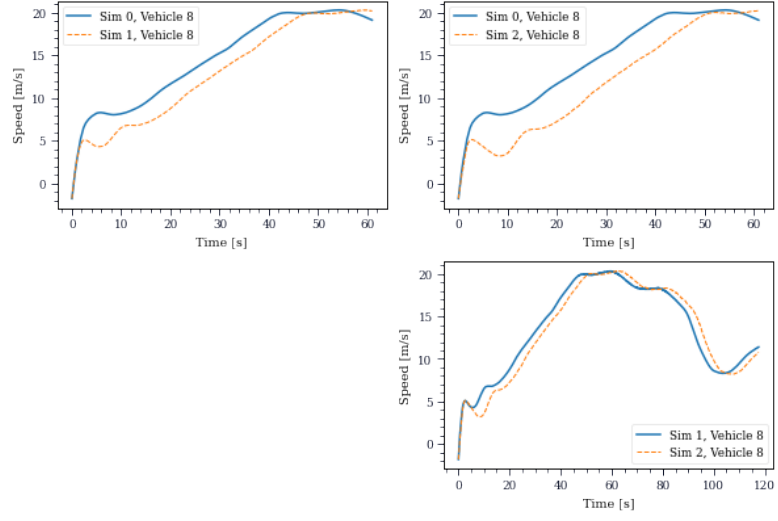 Sim 0, Vehicle 8
Sim 1, Vehicle 8
Speed [m/s]
20
15
10
5
0
0 10 20 30 40 50 60
Time [s]
Sim 0, Vehicle 8
Sim 2, Vehicle 8
Speed [m/s]
20
15
10
5
0
0 10 20 30 40 50 60
Time [s]
Speed [m/s]
20
15
10
5
0
Sim 1, Vehicle 8
Sim 2, Vehicle 8
0 20 40 60 80 100 120
Time [s]